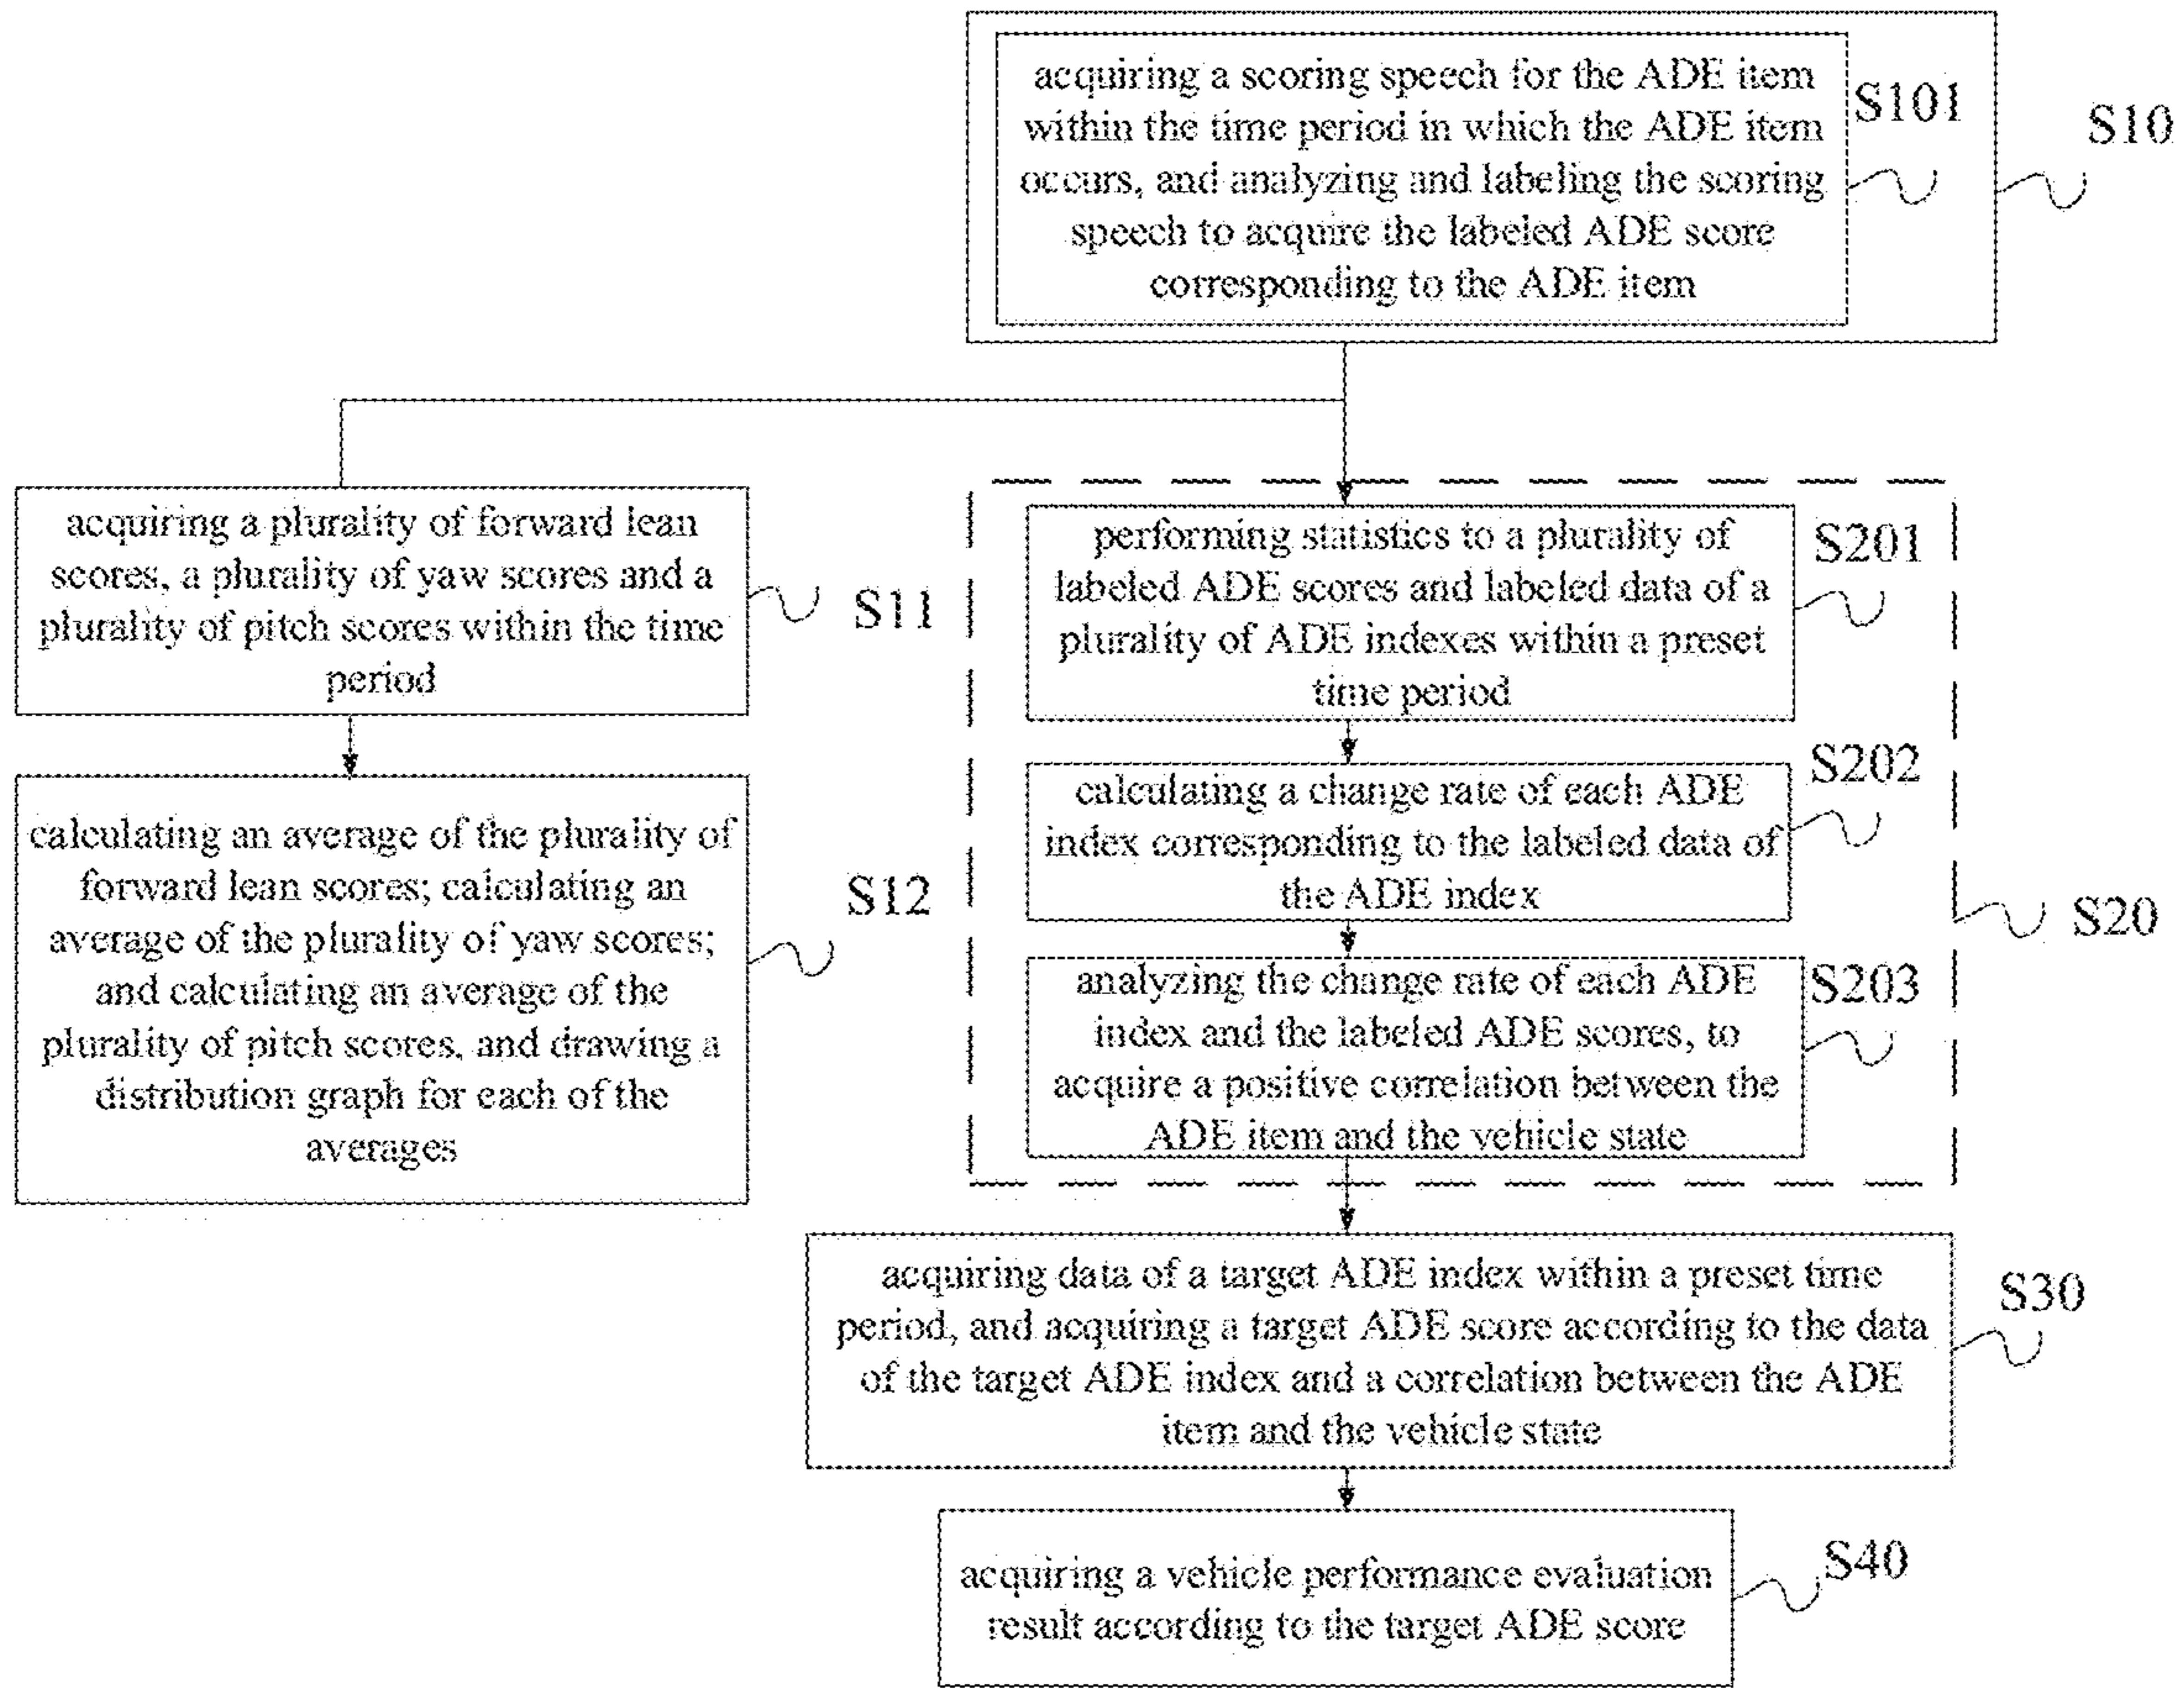 acquiring a scoring speech for the ADE item
within the time period in which the ADE item
occurs, and analyzing and labeling the scoring
speech to acquire the labeled ADE score
corresponding to the ADE item
S101
S10
acquiring a plurality of forward lean
scores, a plurality of yaw scores and a
plurality of pitch scores within the time
period
S11
calculating an average of the plurality of
forward lean scores; calculating an
average of the plurality of yaw scores;
and calculating an average of the
plurality of pitch scores, and drawing a
distribution graph for each of the
averages
S12
performing statistics to a plurality of
labeled ADE scores and labeled data of a
plurality of ADE indexes within a preset
time period
S201
calculating a change rate of each ADE
index corresponding to the labeled data of
the ADE index
S202
analyzing the change rate of each ADE
index and the labeled ADE scores, to
acquire a positive correlation between the
ADE item and the vehicle state
S203
S20
acquiring data of a target ADE index within a preset time
period, and acquiring a target ADE score according to the data
of the target ADE index and a correlation between the ADE
item and the vehicle state
S30
acquiring a vehicle performance evaluation
result according to the target ADE score
S40